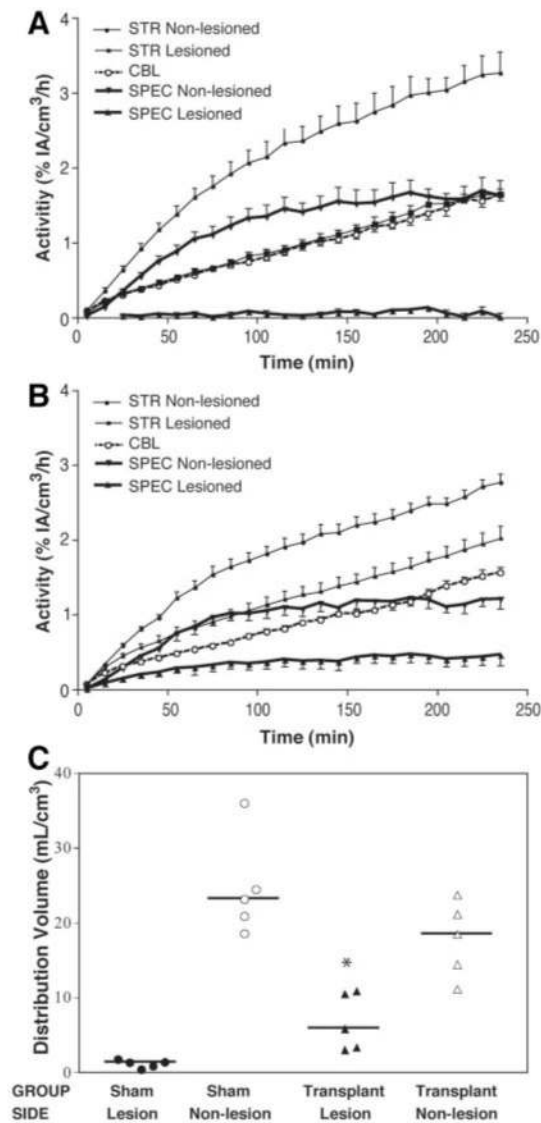 A
STR Non-lesioned
STR Lesioned
CBL
SPEC Non-lesioned
SPEC Lesioned
Activitiy (% IA/cm³/h)
4
3
2
1
0
0 50 100 150 200 250
Time (min)
B
STR Non-lesioned
STR Lesioned
CBL
SPEC Non-lesioned
SPEC Lesioned
Activity (% IA/cm³/h)
4
3
2
1
0
0 50 100 150 200 250
Time (min)
C
Distribution Volume (mL/cm³)
40
30
20
10
0
*
GROUP Sham Sham Transplant Transplant
SIDE Lesion Non-lesion Lesion Non-lesion